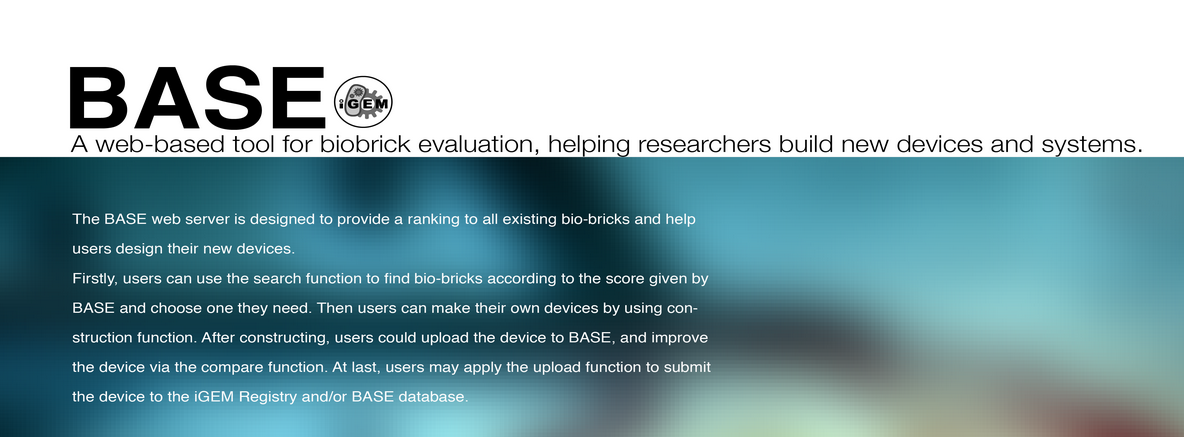 BASE
iGEM
A web-based tool for biobrick evaluation, helping researchers build new devices and systems.
The BASE web server is designed to provide a ranking to all existing bio-bricks and help
users design their new devices.
Firstly, users can use the search function to find bio-bricks according to the score given by
BASE and choose one they need. Then users can make their own devices by using con-
struction function. After constructing, users could upload the device to BASE, and improve
the device via the compare function. At last, users may apply the upload function to submit
the device to the iGEM Registry and/or BASE database.